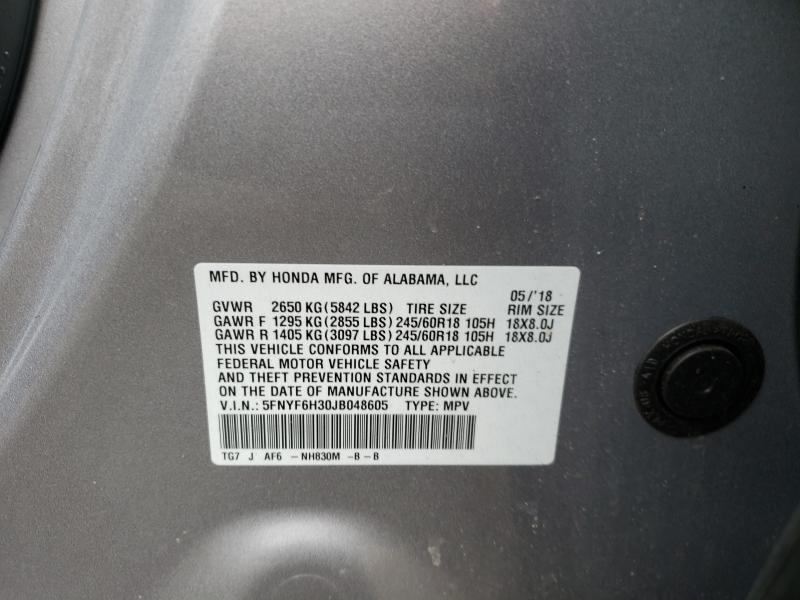 MFD. BY HONDA MFG. OF ALABAMA, LLC
05/'18
GVWR 2650 KG(5842 LBS) TIRE SIZE RIM SIZE
GAWR F 1295 KG(2855 LBS)245/60R18 105H 18X8.0J
GAWR R 1405 KG(3097 LBS)245/60R18 105H 18X8.0J
THIS VEHICLE CONFORMS TO ALL APPLICABLE
FEDERAL MOTOR VEHICLE SAFETY
AND THEFT PREVENTION STANDARDS IN EFFECT
ON THE DATE OF MANUFACTURE SHOWN ABOVE.
V.I.N.: 5FNYF6H30JB048605 TYPE: MPV
TG7 J AF6 -NH830M -B-B